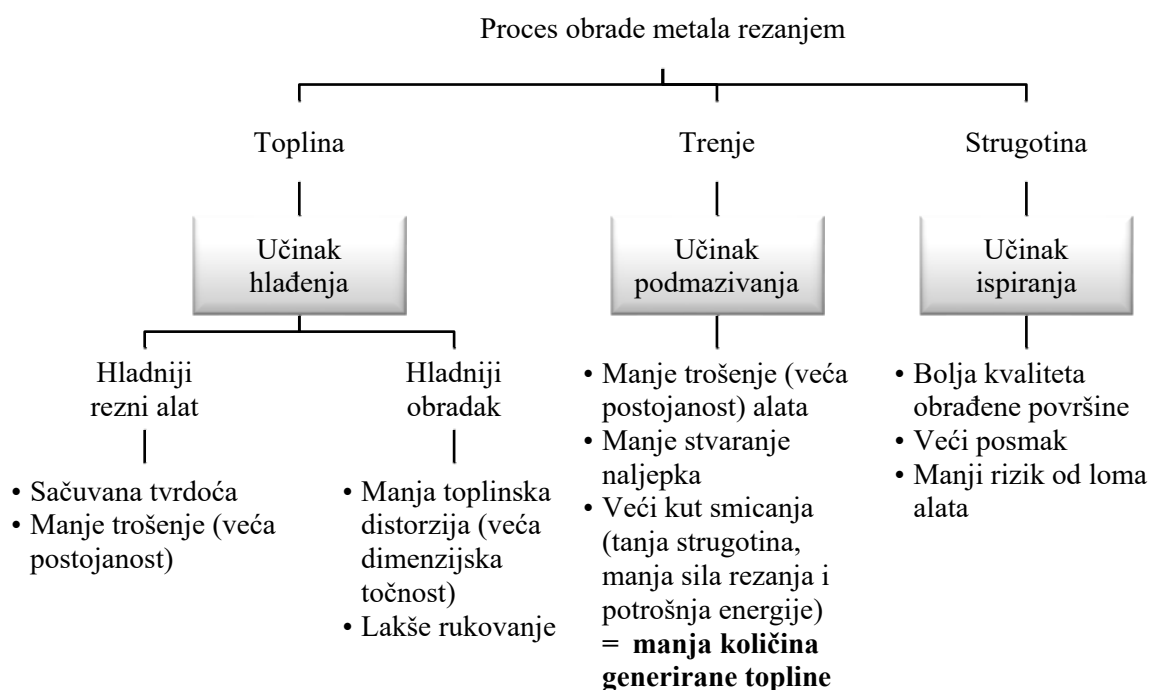 Proces obrade metala rezanjem
Toplina
Trenje
Strugotina
Učinak
hlađenja
Učinak
podmazivanja
Učinak
ispiranja
Hladniji
rezni alat
Hladniji
obradak
• Sačuvana tvrdoća
• Manje trošenje (veća
postojanost)
• Manja toplinska
distorzija (veća
dimenzijska
točnost)
• Lakše rukovanje
• Manje trošenje (veća
postojanost) alata
• Manje stvaranje
naljepka
• Veći kut smicanja
(tanja strugotina,
manja sila rezanja i
potrošnja energije)
= manja količina
generirane topline
• Bolja kvaliteta
obrađene površine
• Veći posmak
• Manji rizik od loma
alata